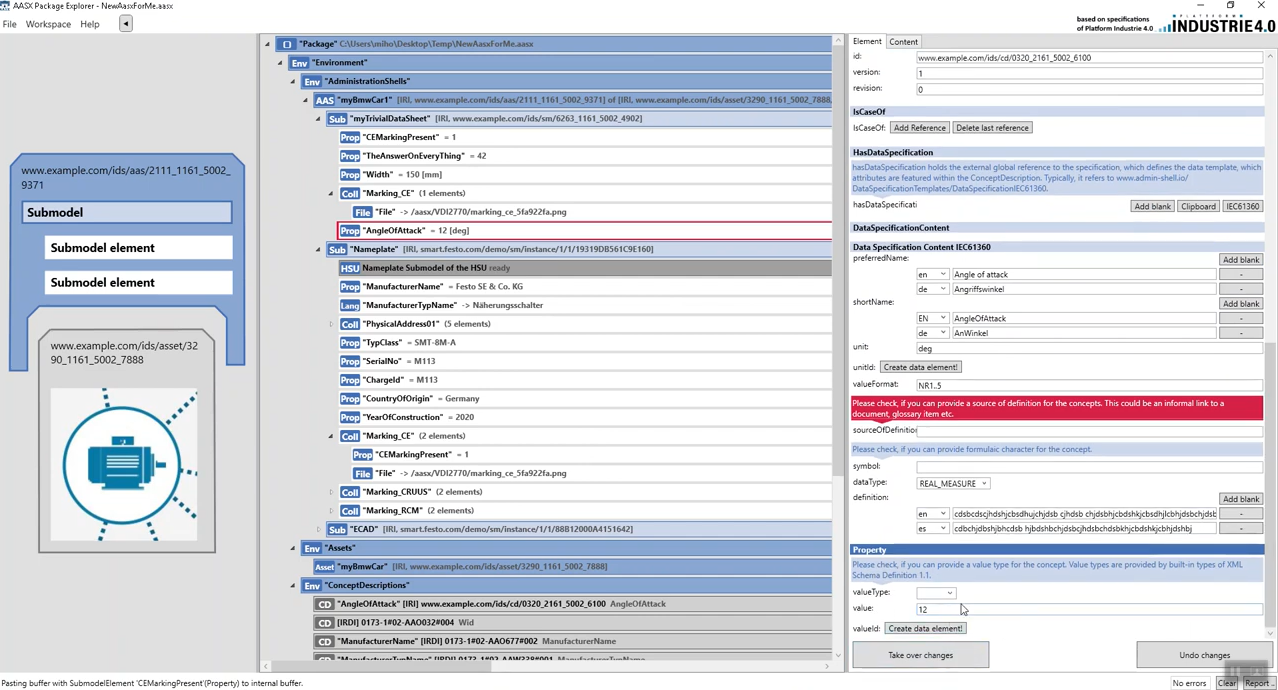 AASX Package Explorer - NewAasxForMe.aasx
File Workspace Help
based on specifications
of Platform Industrie 4.0
PLATTFORM
INDUSTRIE4.0
www.example.com/ids/aas/2111_1161_5002_
9371
Submodel
Submodel element
Submodel element
www.example.com/ids/asset/32
90_1161_5002_7888
"Package" C:\Users\miho\Desktop\Temp\NewAasxForMe.aasx
Env "Environment"
Env "AdministrationShells"
AAS "myBmwCar1" [IRI, www.example.com/ids/aas/2111_1161_5002_9371] of [IRI, www.example.com/ids/asset/3290_1161_5002_7888,
Sub "myTrivialDataSheet" [IRI, www.example.com/ids/sm/6263_1161_5002_4902]
Prop "CEMarkingPresent" = 1
Prop "TheAnswerOnEveryThing" = 42
Prop "Width" = 150 [mm]
Coll "Marking_CE" (1 elements)
File "File" -> /aasx/VDI2770/marking_ce_5fa922fa.png
Prop "AngleOfAttack" = 12 [deg]
Sub "Nameplate" [IRI, smart.festo.com/demo/sm/instance/1/1/19319DB561C9E160]
HSU Nameplate Submodel of the HSU ready
Prop "ManufacturerName" = Festo SE & Co. KG
Lang "ManufacturerTypName" -> Näherungsschalter
Coll "PhysicalAddress01" (5 elements)
Prop "TypClass" = SMT-8M-A
Prop "SerialNo" = M113
Prop "ChargeId" = M113
Prop "CountryOfOrigin" = Germany
Prop "YearOfConstruction" = 2020
Coll "Marking_CE" (2 elements)
Prop "CEMarkingPresent" = 1
File "File" -> /aasx/VDI2770/marking_ce_5fa922fa.png
Coll "Marking_CRUUS" (2 elements)
Coll "Marking_RCM" (2 elements)
Sub "ECAD" [IRI, smart.festo.com/demo/sm/instance/1/1/88B12000A4151642]
Env "Assets"
Asset "myBmwCar" [IRI, www.example.com/ids/asset/3290_1161_5002_7888]
Env "ConceptDescriptions"
CD "AngleOfAttack" [IRI] www.example.com/ids/cd/0320_2161_5002_6100 AngleOfAttack
CD [IRDI] 0173-1#02-AAO032#004 Wid
CD "ManufacturerName" [IRDI] 0173-1#02-AAO677#002 ManufacturerName
CD "ManufacturerTypName" [IRDI] 0173-1#02-AAW338#001 ManufacturerTypName
Element Content
id: www.example.com/ids/cd/0320_2161_5002_6100
version: 1
revision: 0
IsCaseOf
IsCaseOf: Add Reference Delete last reference
HasDataSpecification
hasDataSpecification holds the external global reference to the specification, which defines the data template, which
attributes are featured within the ConceptDescription. Typically, it refers to www.admin-shell.io/
DataSpecificationTemplates/DataSpecificationIEC61360.
hasDataSpecificati Add blank Clipboard IEC61360
DataSpecificationContent
Data Specification Content IEC61360
preferredName: Add blank
en Angle of attack -
de Angriffswinkel -
shortName: Add blank
EN AngleOfAttack -
de AnWinkel -
unit: deg
unitId: Create data element!
valueFormat: NR1..5
Please check, if you can provide a source of definition for the concepts. This could be an informal link to a
document, glossary item etc.
sourceOfDefinition
Please check, if you can provide formulaic character for the concept.
symbol:
dataType: REAL_MEASURE
definition: Add blank
en -
es -
Property
Please check, if you can provide a value type for the concept. Value types are provided by built-in types of XML
Schema Definition 1.1.
valueType:
value: 12
valueId: Create data element!
Take over changes Undo changes
Pasting buffer with SubmodelElement 'CEMarkingPresent'(Property) to internal buffer.
No errors Clear Report..